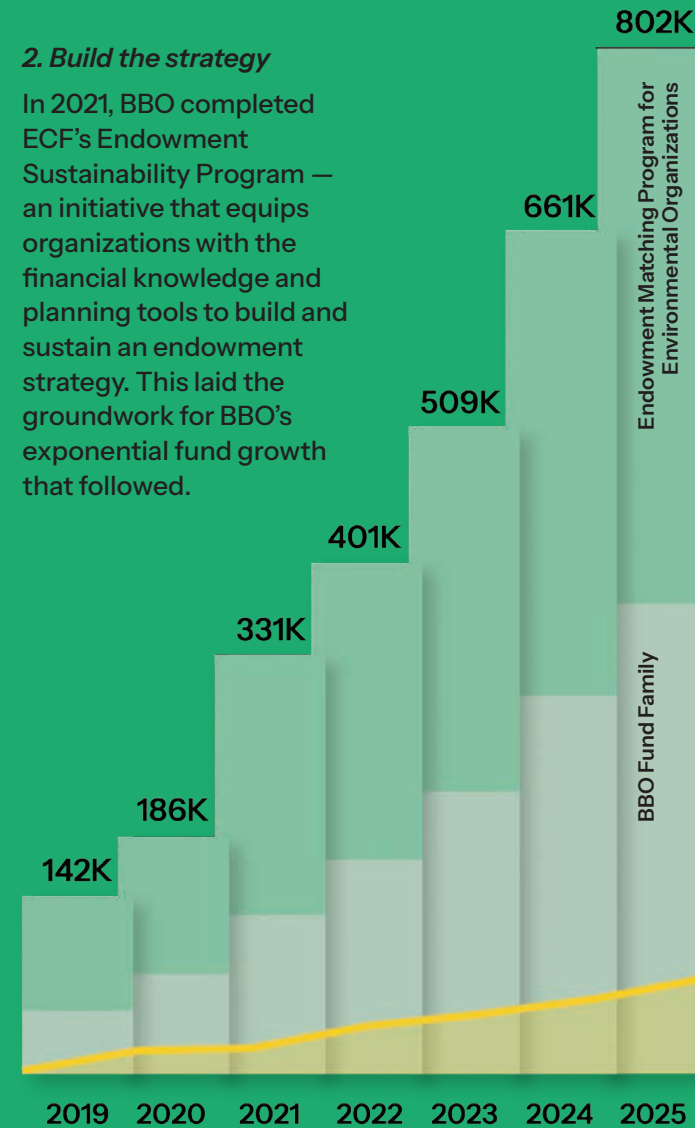 2. Build the strategy
In 2021, BBO completed
ECF's Endowment
Sustainability Program —
an initiative that equips
organizations with the
financial knowledge and
planning tools to build and
sustain an endowment
strategy. This laid the
groundwork for BBO's
exponential fund growth
that followed.
142K
186K
331K
401K
509K
661K
802K
Endowment Matching Program for
Environmental Organizations
BBO Fund Family
2019 2020 2021 2022 2023 2024 2025